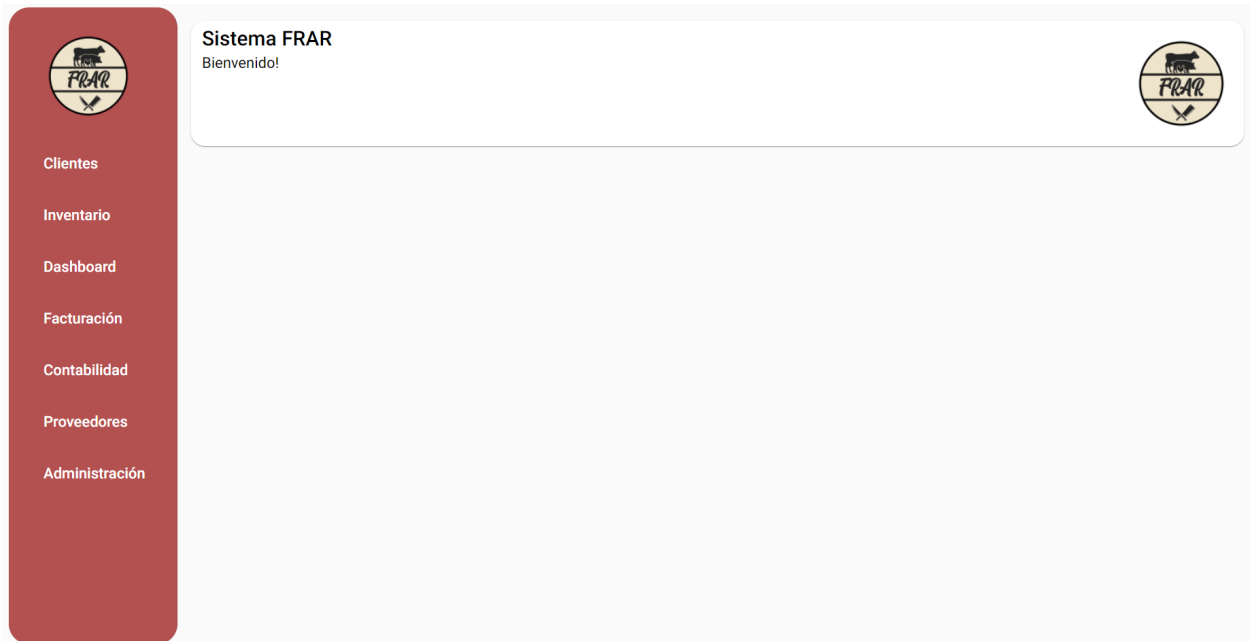 FRAR
Clientes
Inventario
Dashboard
Facturación
Contabilidad
Proveedores
Administración
Sistema FRAR
Bienvenido!
FRAR